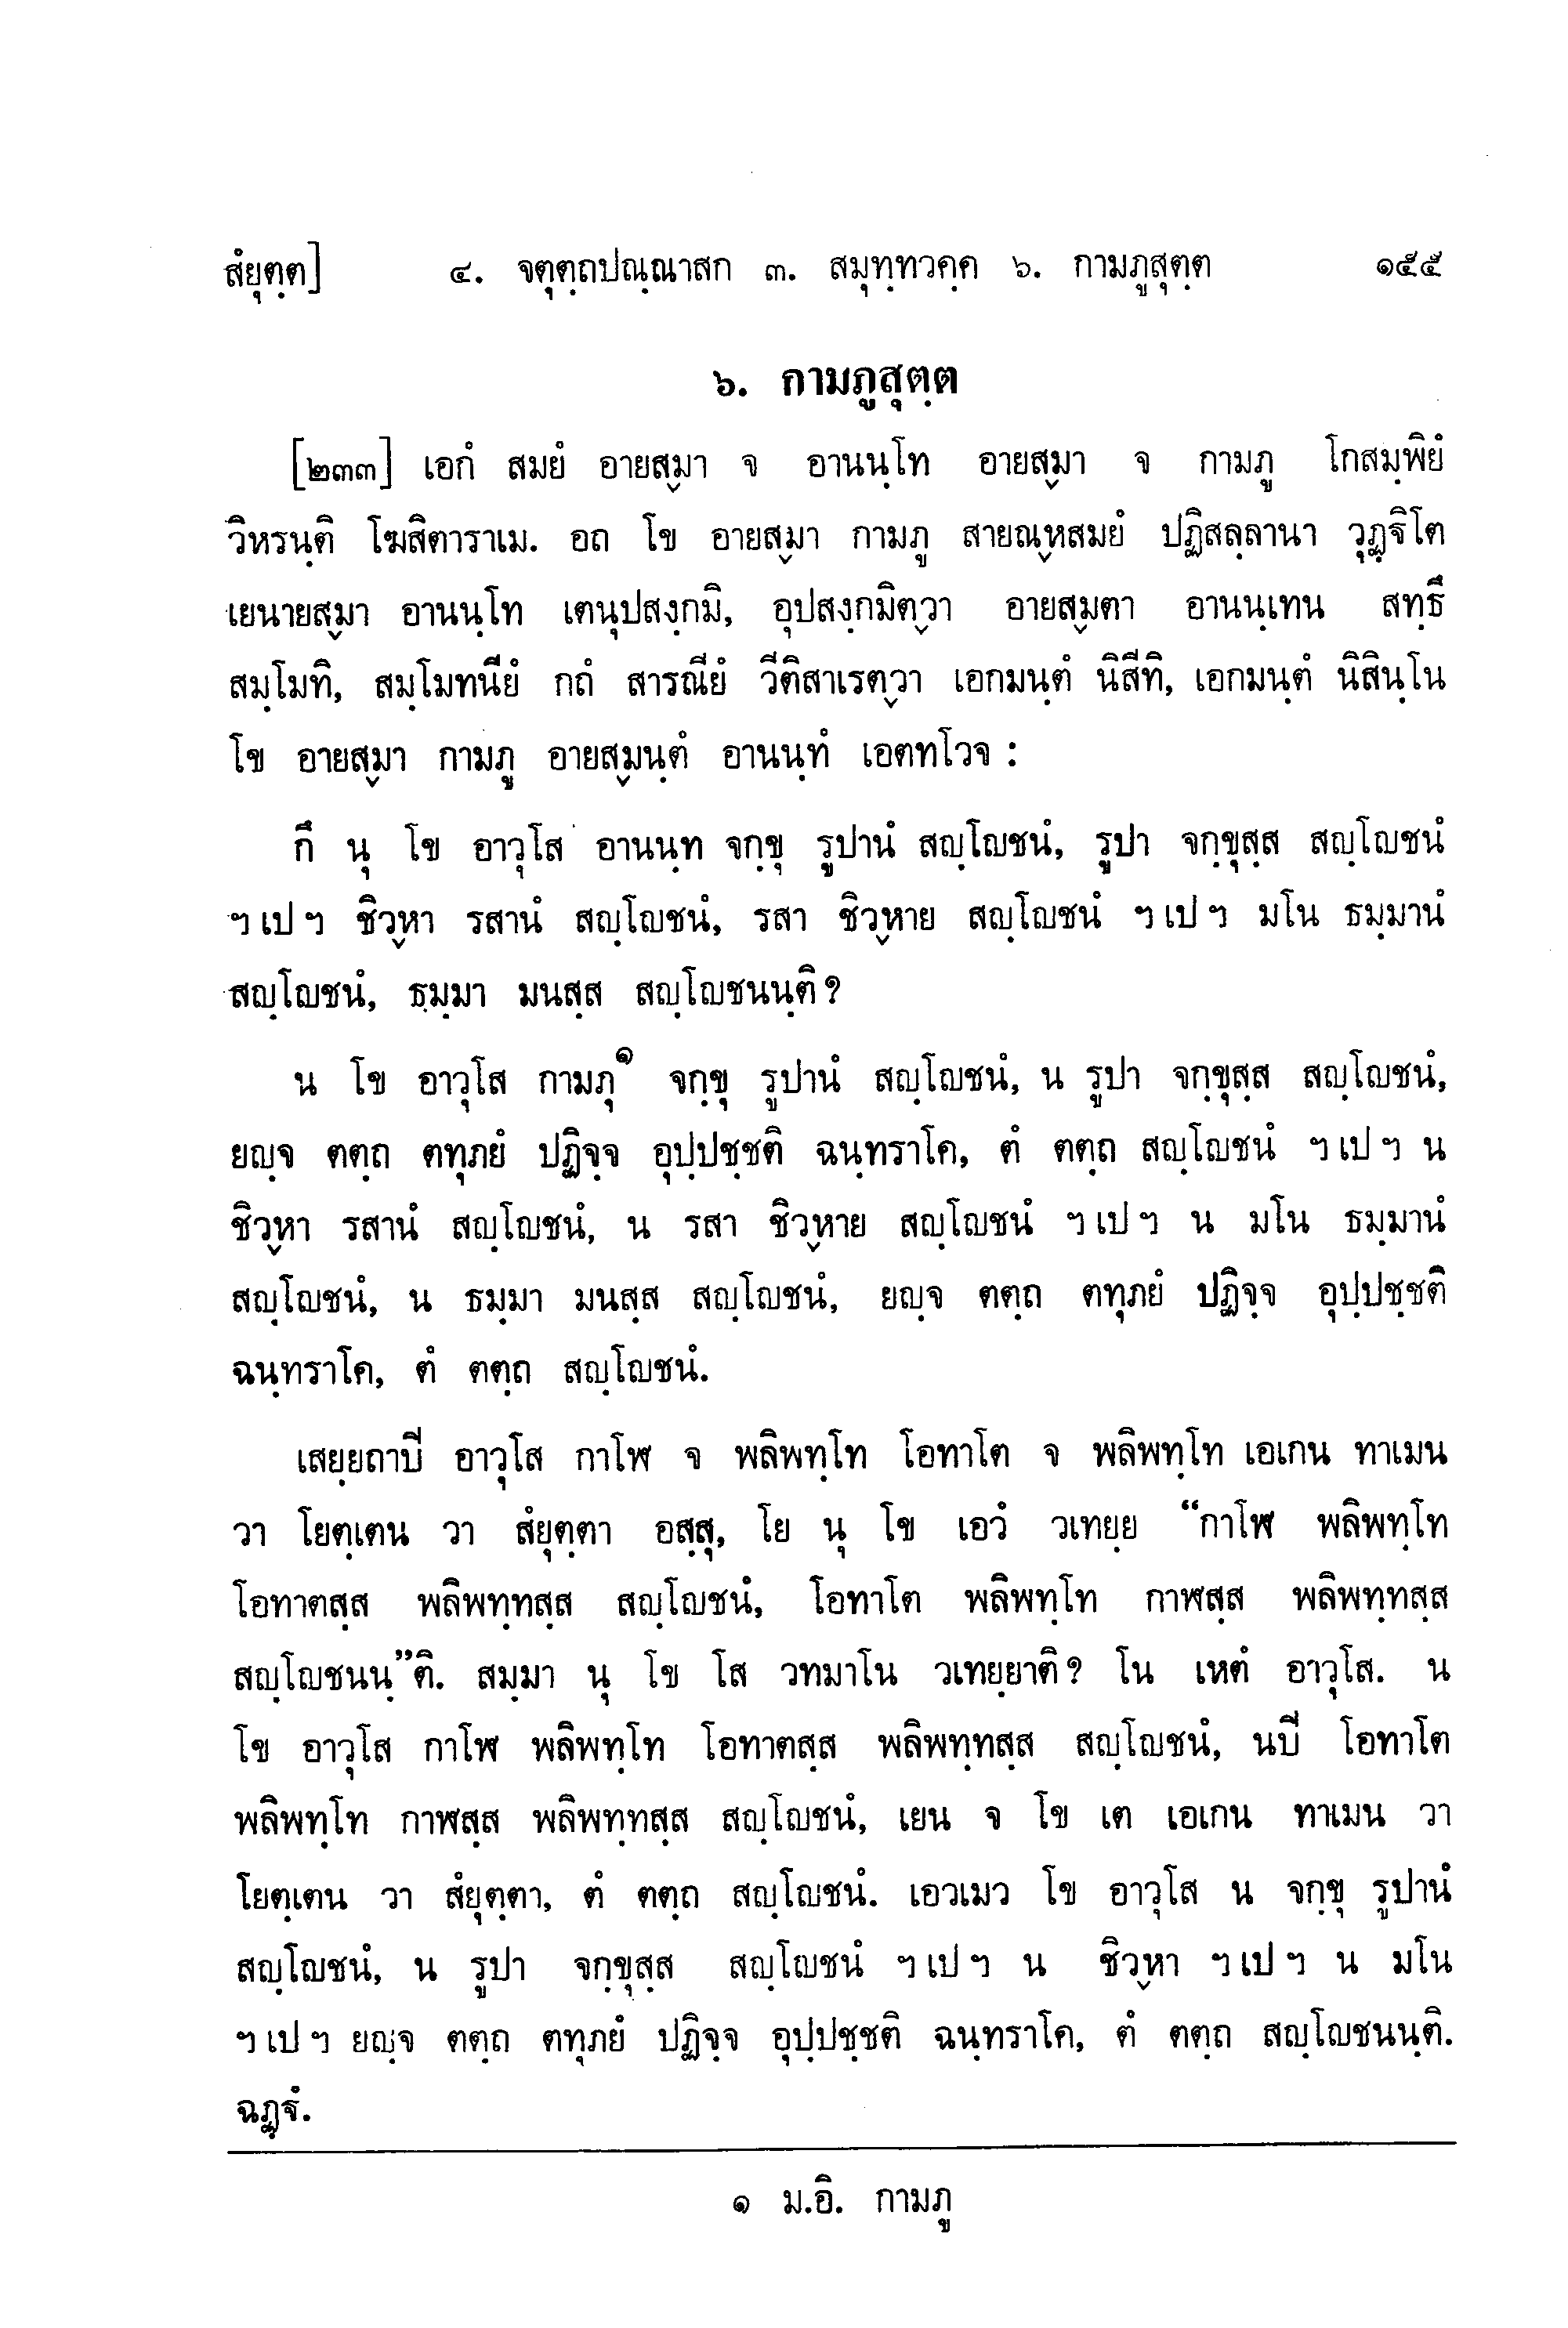 สํยุตฺต]	๔. จตุตฺถปณฺณาสก ๓. สมุทฺทวคฺค ๖. กามภูสุตฺต	๑๕๕
๖. กามภูสุตฺต
[๒๓๓] เอกํ สมยํ อายสฺมา จ อานนฺโท อายสฺมา จ กามภู โกสมฺพิยํ
วิหรนฺติ โฆสิตาราเม. อถ โข อายสฺมา กามภู สายณฺหสมยํ ปฏิสลฺลานา วุฏฺฐิโต
เยนายสฺมา อานนฺโท เตนุปสงฺกมิ, อุปสงฺกมิตฺวา อายสฺมตา อานนฺเทน สทฺธึ
สมฺโมทิ, สมฺโมทนียํ กถํ สารณียํ วีติสาเรตฺวา เอกมนฺตํ นิสีทิ, เอกมนฺตํ นิสินฺโน
โข อายสฺมา กามภู อายสฺมนฺตํ อานนฺทํ เอตทโวจ :
กึ นุ โข อาวุโส อานนฺท จกฺขุ รูปานํ สญฺโญชนํ, รูปา จกฺขุสฺส สญฺโญชนํ
ฯ เป ฯ ชิวฺหา รสานํ สญฺโญชนํ, รสา ชิวฺหาย สญฺโญชนํ ฯ เป ฯ มโน ธมฺมานํ
สญฺโญชนํ, ธมฺมา มนสฺส สญฺโญชนนฺติ?
น โข อาวุโส กามภุ๑ จกฺขุ รูปานํ สญฺโญชนํ, น รูปา จกฺขุสฺส สญฺโญชนํ,
ยญฺจ ตตฺถ ตทุภยํ ปฏิจฺจ อุปฺปชฺชติ ฉนฺทราโค, ตํ ตตฺถ สญฺโญชนํ ฯ เป ฯ น
ชิวฺหา รสานํ สญฺโญชนํ, น รสา ชิวฺหาย สญฺโญชนํ ฯ เป ฯ น มโน ธมฺมานํ
สญฺโญชนํ, น ธมฺมา มนสฺส สญฺโญชนํ, ยญฺจ ตตฺถ ตทุภยํ ปฏิจฺจ อุปฺปชฺชติ
ฉนฺทราโค, ตํ ตตฺถ สญฺโญชนํ.
เสยฺยถาปิ อาวุโส กาโฬ จ พลิพทฺโท โอทาโต จ พลิพทฺโท เอเกน ทาเมน
วา โยตฺเตน วา สํยุตฺตา อสฺสุ, โย นุ โข เอวํ วเทยฺย “กาโฬ พลิพทฺโท
โอทาตสฺส พลิพทฺทสฺส สญฺโญชนํ, โอทาโต พลิพทฺโท กาฬสฺส พลิพทฺทสฺส
สญฺโญชนนฺ”ติ. สมฺมา นุ โข โส วทมาโน วเทยฺยาติ? โน เหตํ อาวุโส. น
โข อาวุโส กาโฬ พลิพทฺโท โอทาตสฺส พลิพทฺทสฺส สญฺโญชนํ, นปิ โอทาโต
พลิพทฺโท กาฬสฺส พลิพทฺทสฺส สญฺโญชนํ, เยน จ โข เต เอเกน ทาเมน วา
โยตฺเตน วา สํยุตฺตา, ตํ ตตฺถ สญฺโญชนํ. เอวเมว โข อาวุโส น จกฺขุ รูปานํ
สญฺโญชนํ, น รูปา จกฺขุสฺส สญฺโญชนํ ฯ เป ฯ น ชิวฺหา ฯ เป ฯ น มโน
ฯ เป ฯ ยญฺจ ตตฺถ ตทุภยํ ปฏิจฺจ อุปฺปชฺชติ ฉนฺทราโค, ตํ ตตฺถ สญฺโญชนนฺติ.
ฉฏฺฐํ.
๑ ม.อิ. กามภู